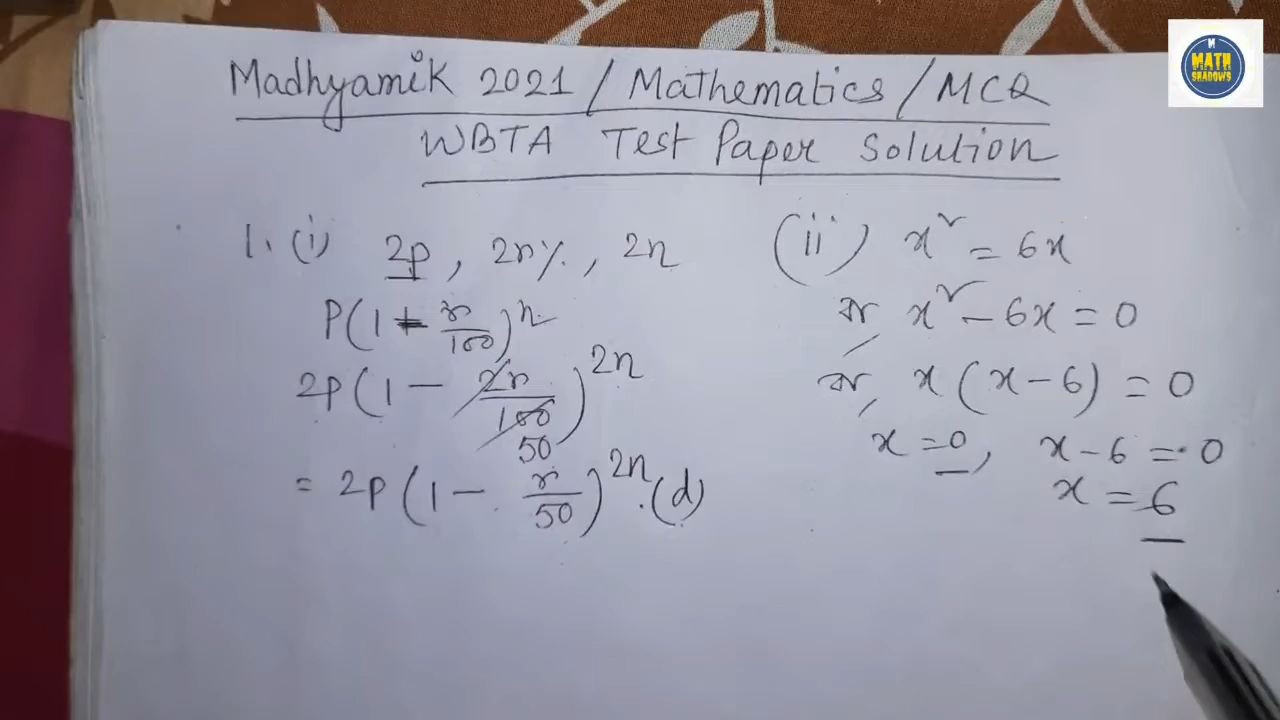 Madhyamik 2021 / Mathematics / MCQ
WBTA Test Paper Solution
M
MATH
SHADOWS
1. (i) 2p, 2r%, 2n
P(1 - r/100)^n
2p(1 - 2r/100)^2n
50
= 2p(1 - r/50)^2n . (d)
(ii) x² = 6x
বা, x² - 6x = 0
বা, x(x-6) = 0
x = 0, x-6 = 0
x = 6